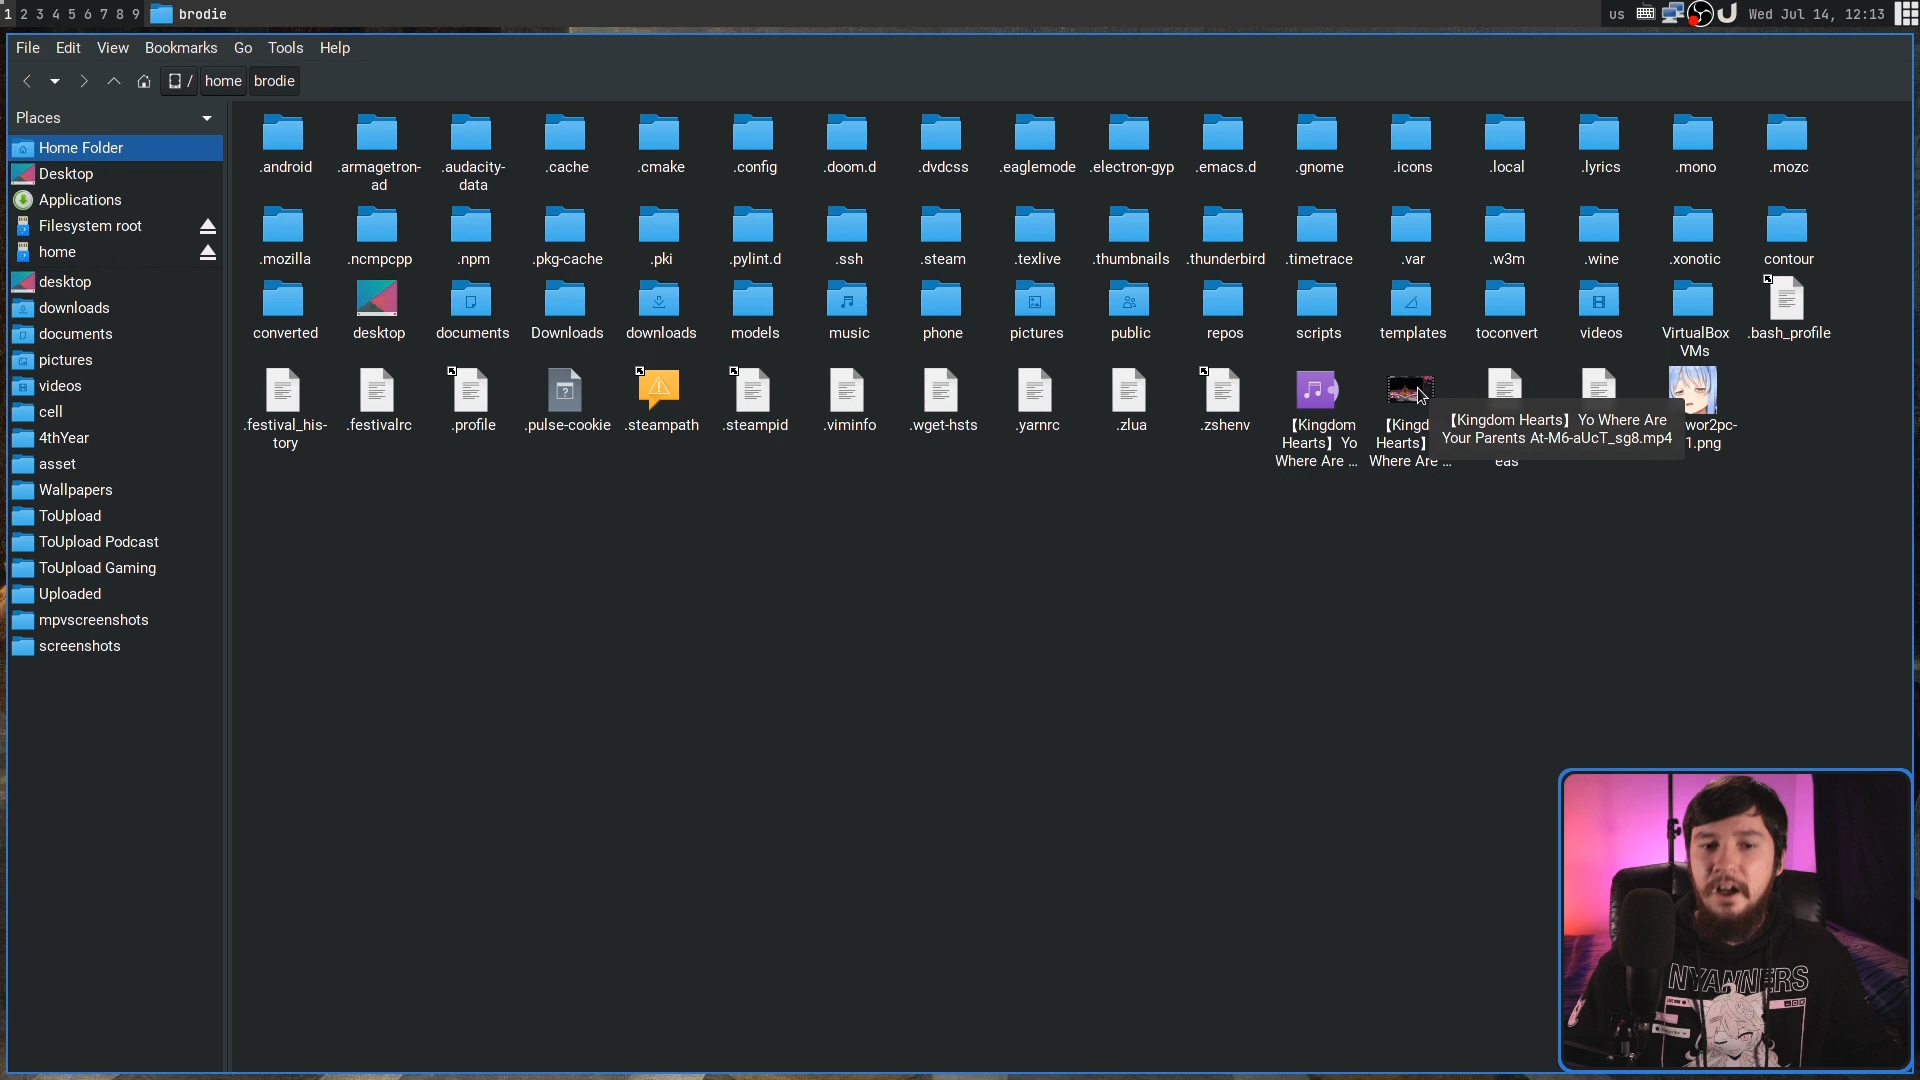 1 2 3 4 5 6 7 8 9 brodie us Wed Jul 14, 12:13
File Edit View Bookmarks Go Tools Help
/ home brodie
Places
Home Folder
Desktop
Applications
Filesystem root
home
desktop
downloads
documents
pictures
videos
cell
4thYear
asset
Wallpapers
ToUpload
ToUpload Podcast
ToUpload Gaming
Uploaded
mpvscreenshots
screenshots
.android .armagetron- .audacity- .cache .cmake .config .doom.d .dvdcss .eaglemode .electron-gyp .emacs.d .gnome .icons .local .lyrics .mono .mozc
ad data
.mozilla .ncmpcpp .npm .pkg-cache .pki .pylint.d .ssh .steam .texlive .thumbnails .thunderbird .timetrace .var .w3m .wine .xonotic contour
converted desktop documents Downloads downloads models music phone pictures public repos scripts templates toconvert videos VirtualBox .bash_profile
VMs
.festival_his- .festivalrc .profile .pulse-cookie .steampath .steampid .viminfo .wget-hsts .yarnrc .zlua .zshenv 【Kingdom 【Kingd wor2pc-
tory Hearts】 Yo Hearts】 1.png
Where Are ... Where Are ... eas
【Kingdom Hearts】 Yo Where Are
Your Parents At-M6-aUcT_sg8.mp4
NYANNERS